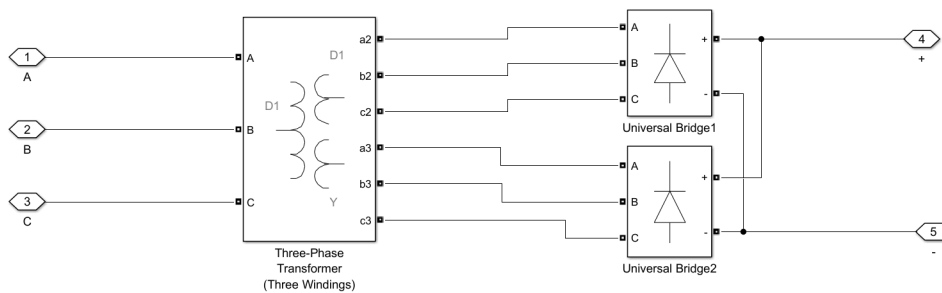 1
A
2
B
3
C
A
B
C
D1
D1
Y
a2
b2
c2
a3
b3
c3
Three-Phase
Transformer
(Three Windings)
A
B
C
+
-
Universal Bridge1
A
B
C
+
-
Universal Bridge2
4
+
5
-